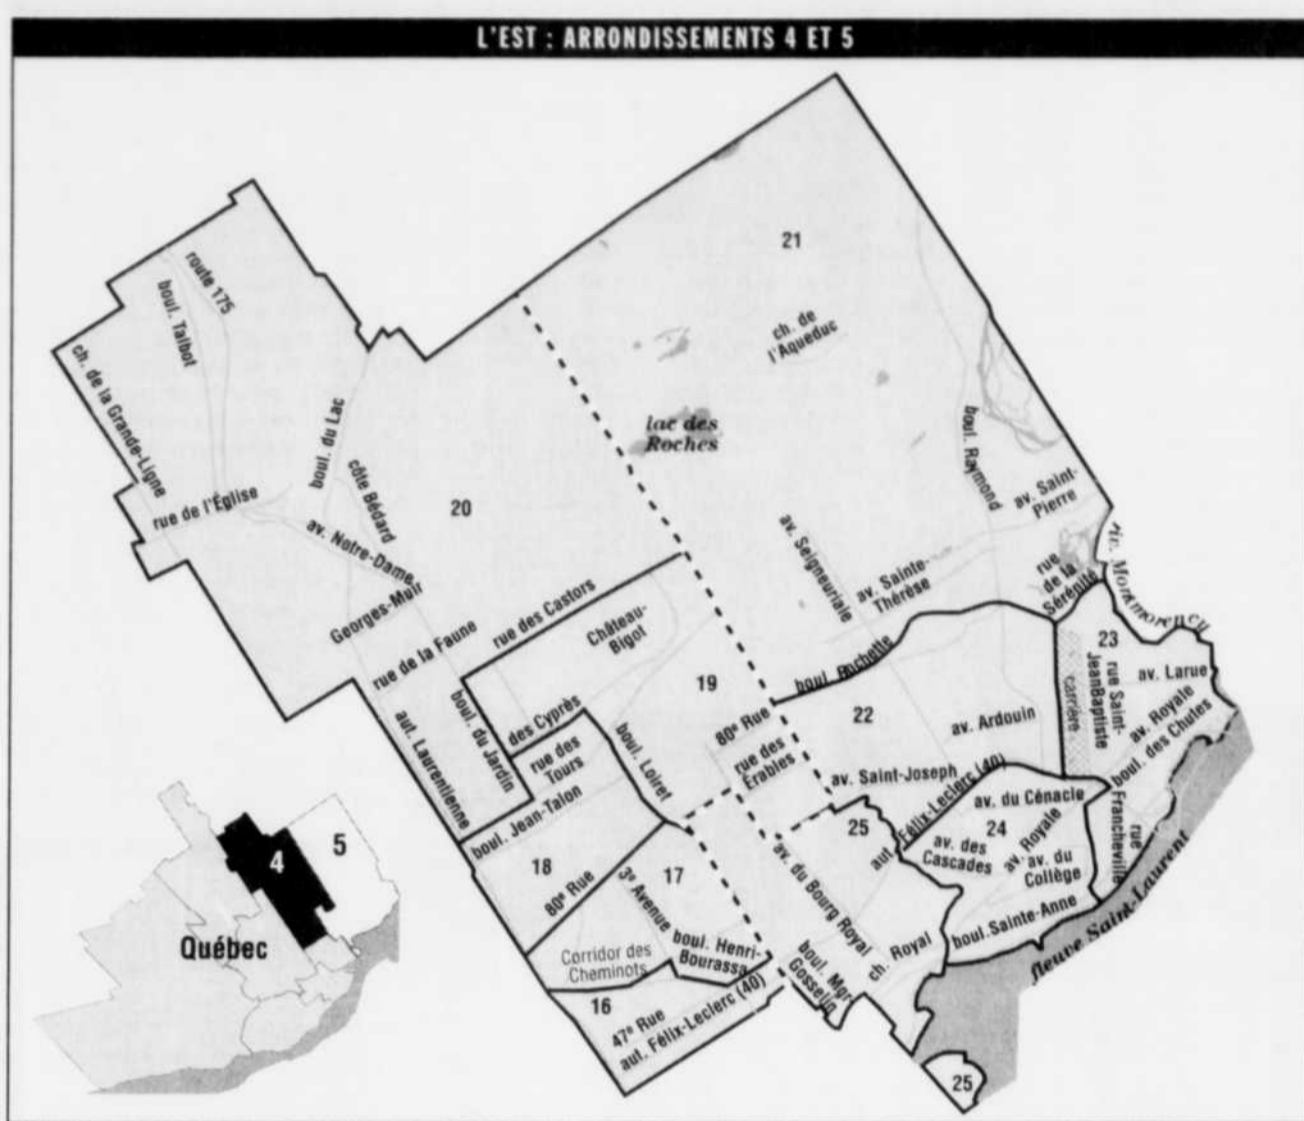 L'EST : ARRONDISSEMENTS 4 ET 5
21
route 175
boul. Talbot
ch. de
l'Aqueduc
ch. de la Grande-Ligne
boul. du Lac
lac des
Roches
boul. Raymond
côte Bédard
20
rue de l'Église
av. Notre-Dame
av. Saint-
Pierre
av. Seigneuriale
av. Sainte-
Thérèse
rue
de la
Sérénité
riv. Montmorency
Georges-Muir
rue des Castors
Château-
Bigot
rue de la Faune
boul. Rochette
23
rue Saint-
JeanBaptiste
carrière
av. Larue
av. Royale
boul. des Chutes
19
22
80e Rue
rue des
Érables
av. Ardouin
aut. Laurentienne
boul. du Jardin
des Cyprès
rue des
Tours
boul. Loiret
av. Saint-Joseph
boul. Jean-Talon
aut. Félix-Leclerc (40)
av. du Cénacle
24
av. des
Cascades
av. Royale
av. du
Collège
rue
Francheville
25
18
80e Rue
17
3e Avenue
av. du Bourg Royal
boul. Sainte-Anne
fleuve Saint-Laurent
Corridor des
Cheminots
boul. Henri-
Bourassa
boul. Mgr-
Gosselin
ch. Royal
16
47e Rue
aut. Félix-Leclerc (40)
25
4
5
Québec